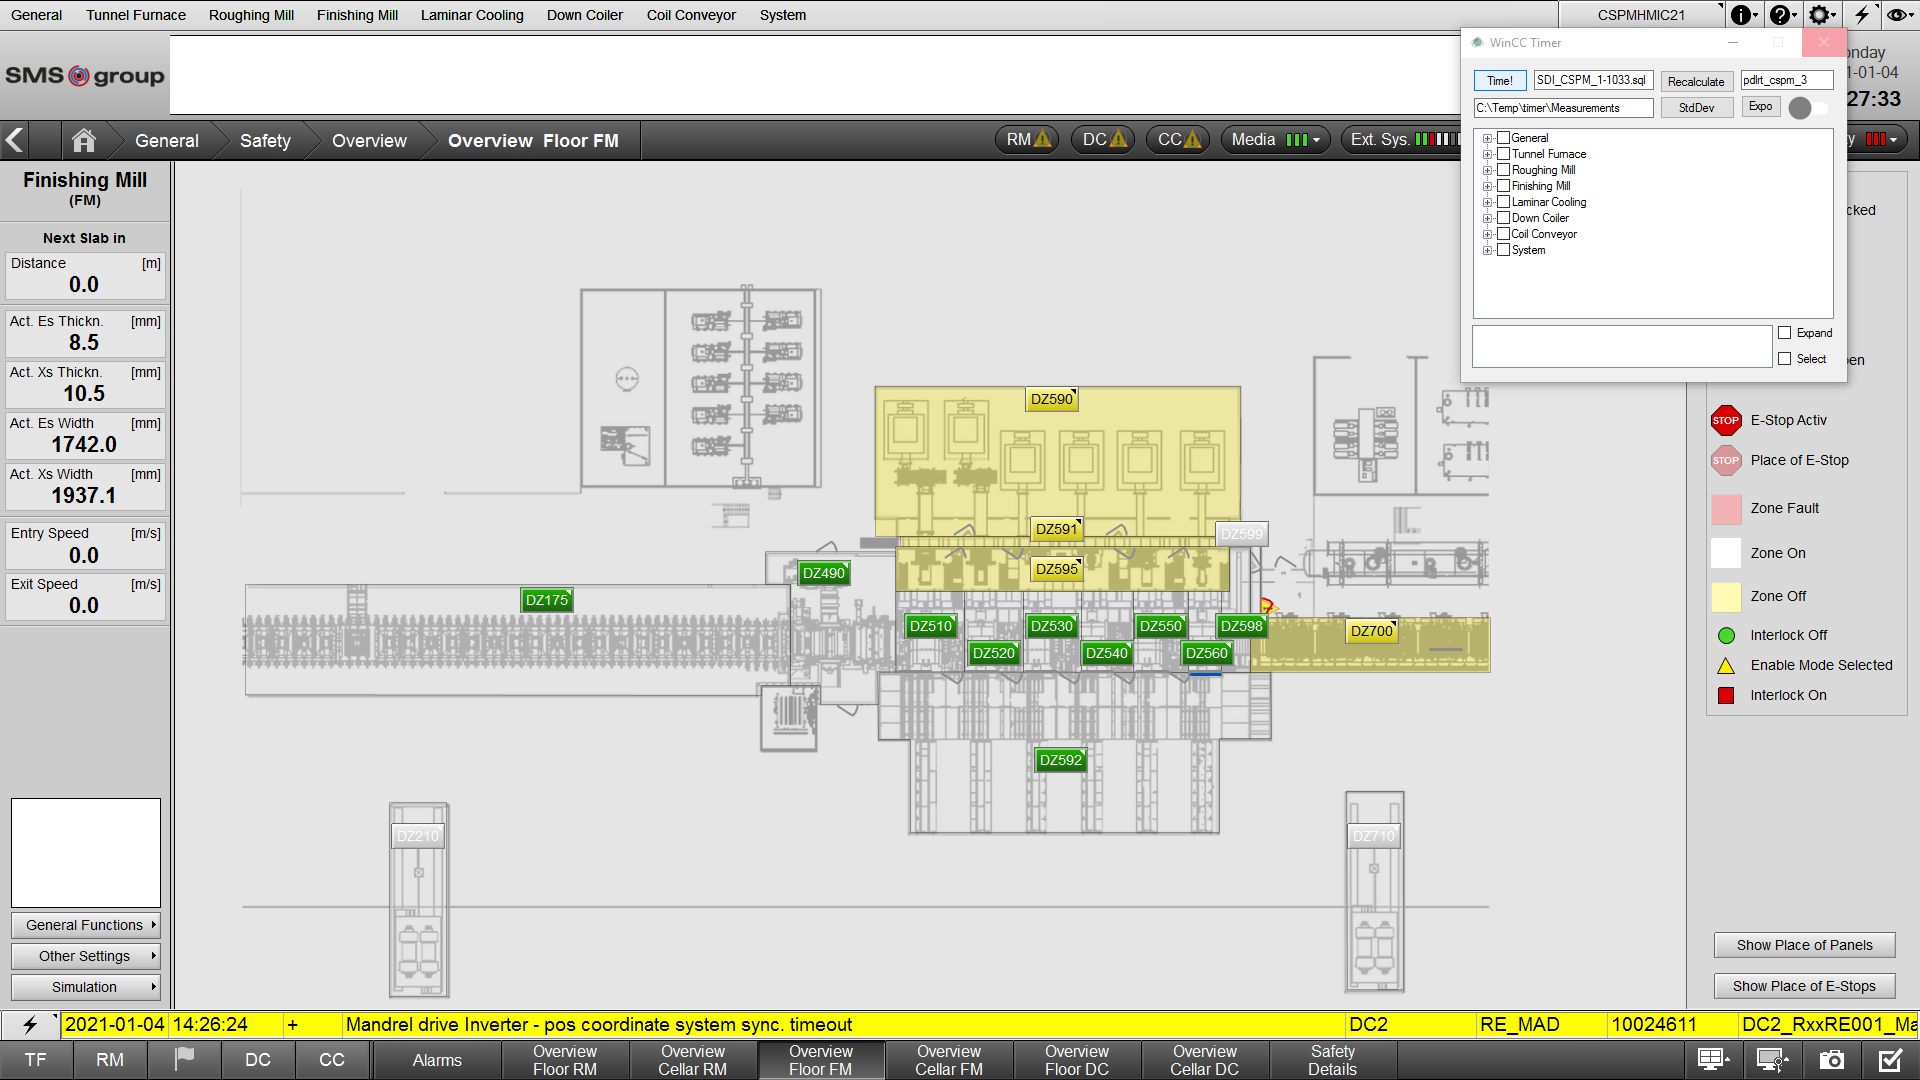 General Tunnel Furnace Roughing Mill Finishing Mill Laminar Cooling Down Coiler Coil Conveyor System CSPMHMIC21
SMS group
WinCC Timer
Time! SDI_CSPM_1-1033.sql Recalculate pdlrt_cspm_3
C:\Temp\timer\Measurements StdDev Expo
General
Tunnel Furnace
Roughing Mill
Finishing Mill
Laminar Cooling
Down Coiler
Coil Conveyor
System
Expand
Select
nday
1-01-04
27:33
General Safety Overview Overview Floor FM RM DC CC Media Ext. Sys. y
Finishing Mill
(FM)
Next Slab in
Distance [m]
0.0
Act. Es Thickn. [mm]
8.5
Act. Xs Thickn. [mm]
10.5
Act. Es Width [mm]
1742.0
Act. Xs Width [mm]
1937.1
Entry Speed [m/s]
0.0
Exit Speed [m/s]
0.0
General Functions
Other Settings
Simulation
DZ590
DZ591
DZ599
DZ595
DZ490
DZ175
DZ510 DZ530 DZ550 DZ598
DZ700
DZ520 DZ540 DZ560
DZ592
DZ210
DZ710
cked
en
STOP E-Stop Activ
STOP Place of E-Stop
Zone Fault
Zone On
Zone Off
Interlock Off
Enable Mode Selected
Interlock On
Show Place of Panels
Show Place of E-Stops
2021-01-04 14:26:24 + Mandrel drive Inverter - pos coordinate system sync. timeout DC2 RE_MAD 10024611 DC2_RxxRE001_Ma
TF RM DC CC Alarms
Overview Floor RM
Overview Cellar RM
Overview Floor FM
Overview Cellar FM
Overview Floor DC
Overview Cellar DC
Safety Details